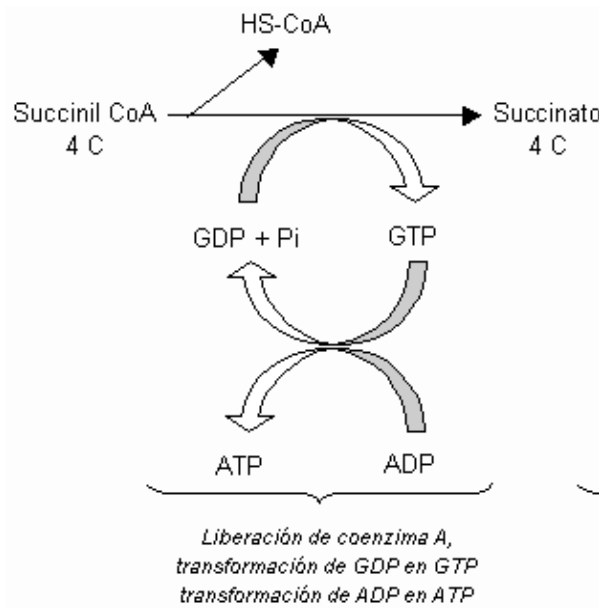 HS-CoA
Succinil CoA
4 C
Succinato
4 C
GDP + Pi
GTP
ATP
ADP
Liberación de coenzima A,
transformación de GDP en GTP
transformación de ADP en ATP